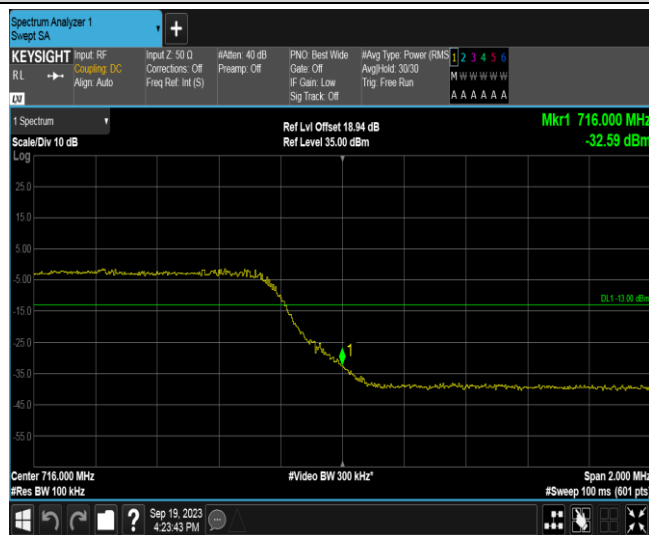 Spectrum Analyzer 1
Swept SA
KEYSIGHT Input: RF Input Z: 50 Ω #Atten: 40 dB PNO: Best Wide #Avg Type: Power (RMS 1 2 3 4 5 6
RL Coupling: DC Corrections: Off Preamp: Off Gate: Off Avg|Hold: 30/30 M W W W W W
Align: Auto Freq Ref: Int (S) IF Gain: Low Trig: Free Run
Sig Track: Off A A A A A A
LXI
1 Spectrum Ref Lvl Offset 18.94 dB Mkr1 716.000 MHz
Scale/Div 10 dB Ref Level 35.00 dBm -32.59 dBm
Log
25.0
15.0
5.00
-5.00
DL1 -13.00 dBm
-15.0
1
-25.0
-35.0
-45.0
-55.0
Center 716.000 MHz #Video BW 300 kHz* Span 2.000 MHz
#Res BW 100 kHz #Sweep 100 ms (601 pts)
? Sep 19, 2023
4:23:43 PM